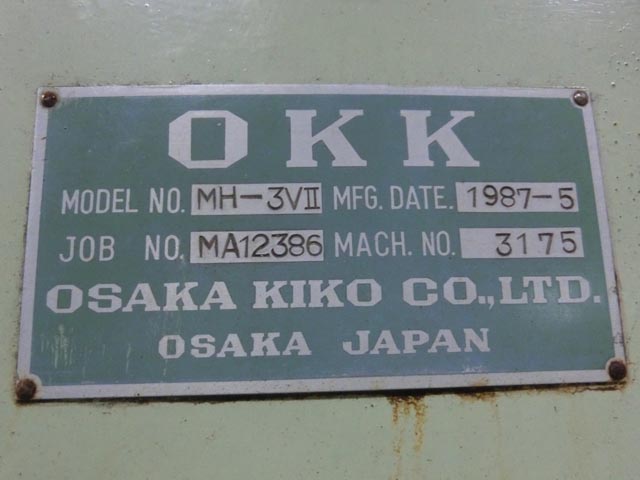 OKK
MODEL NO. MH-3VⅡ MFG. DATE. 1987-5
JOB NO. MA12386 MACH. NO. 3175
OSAKA KIKO CO.,LTD.
OSAKA JAPAN